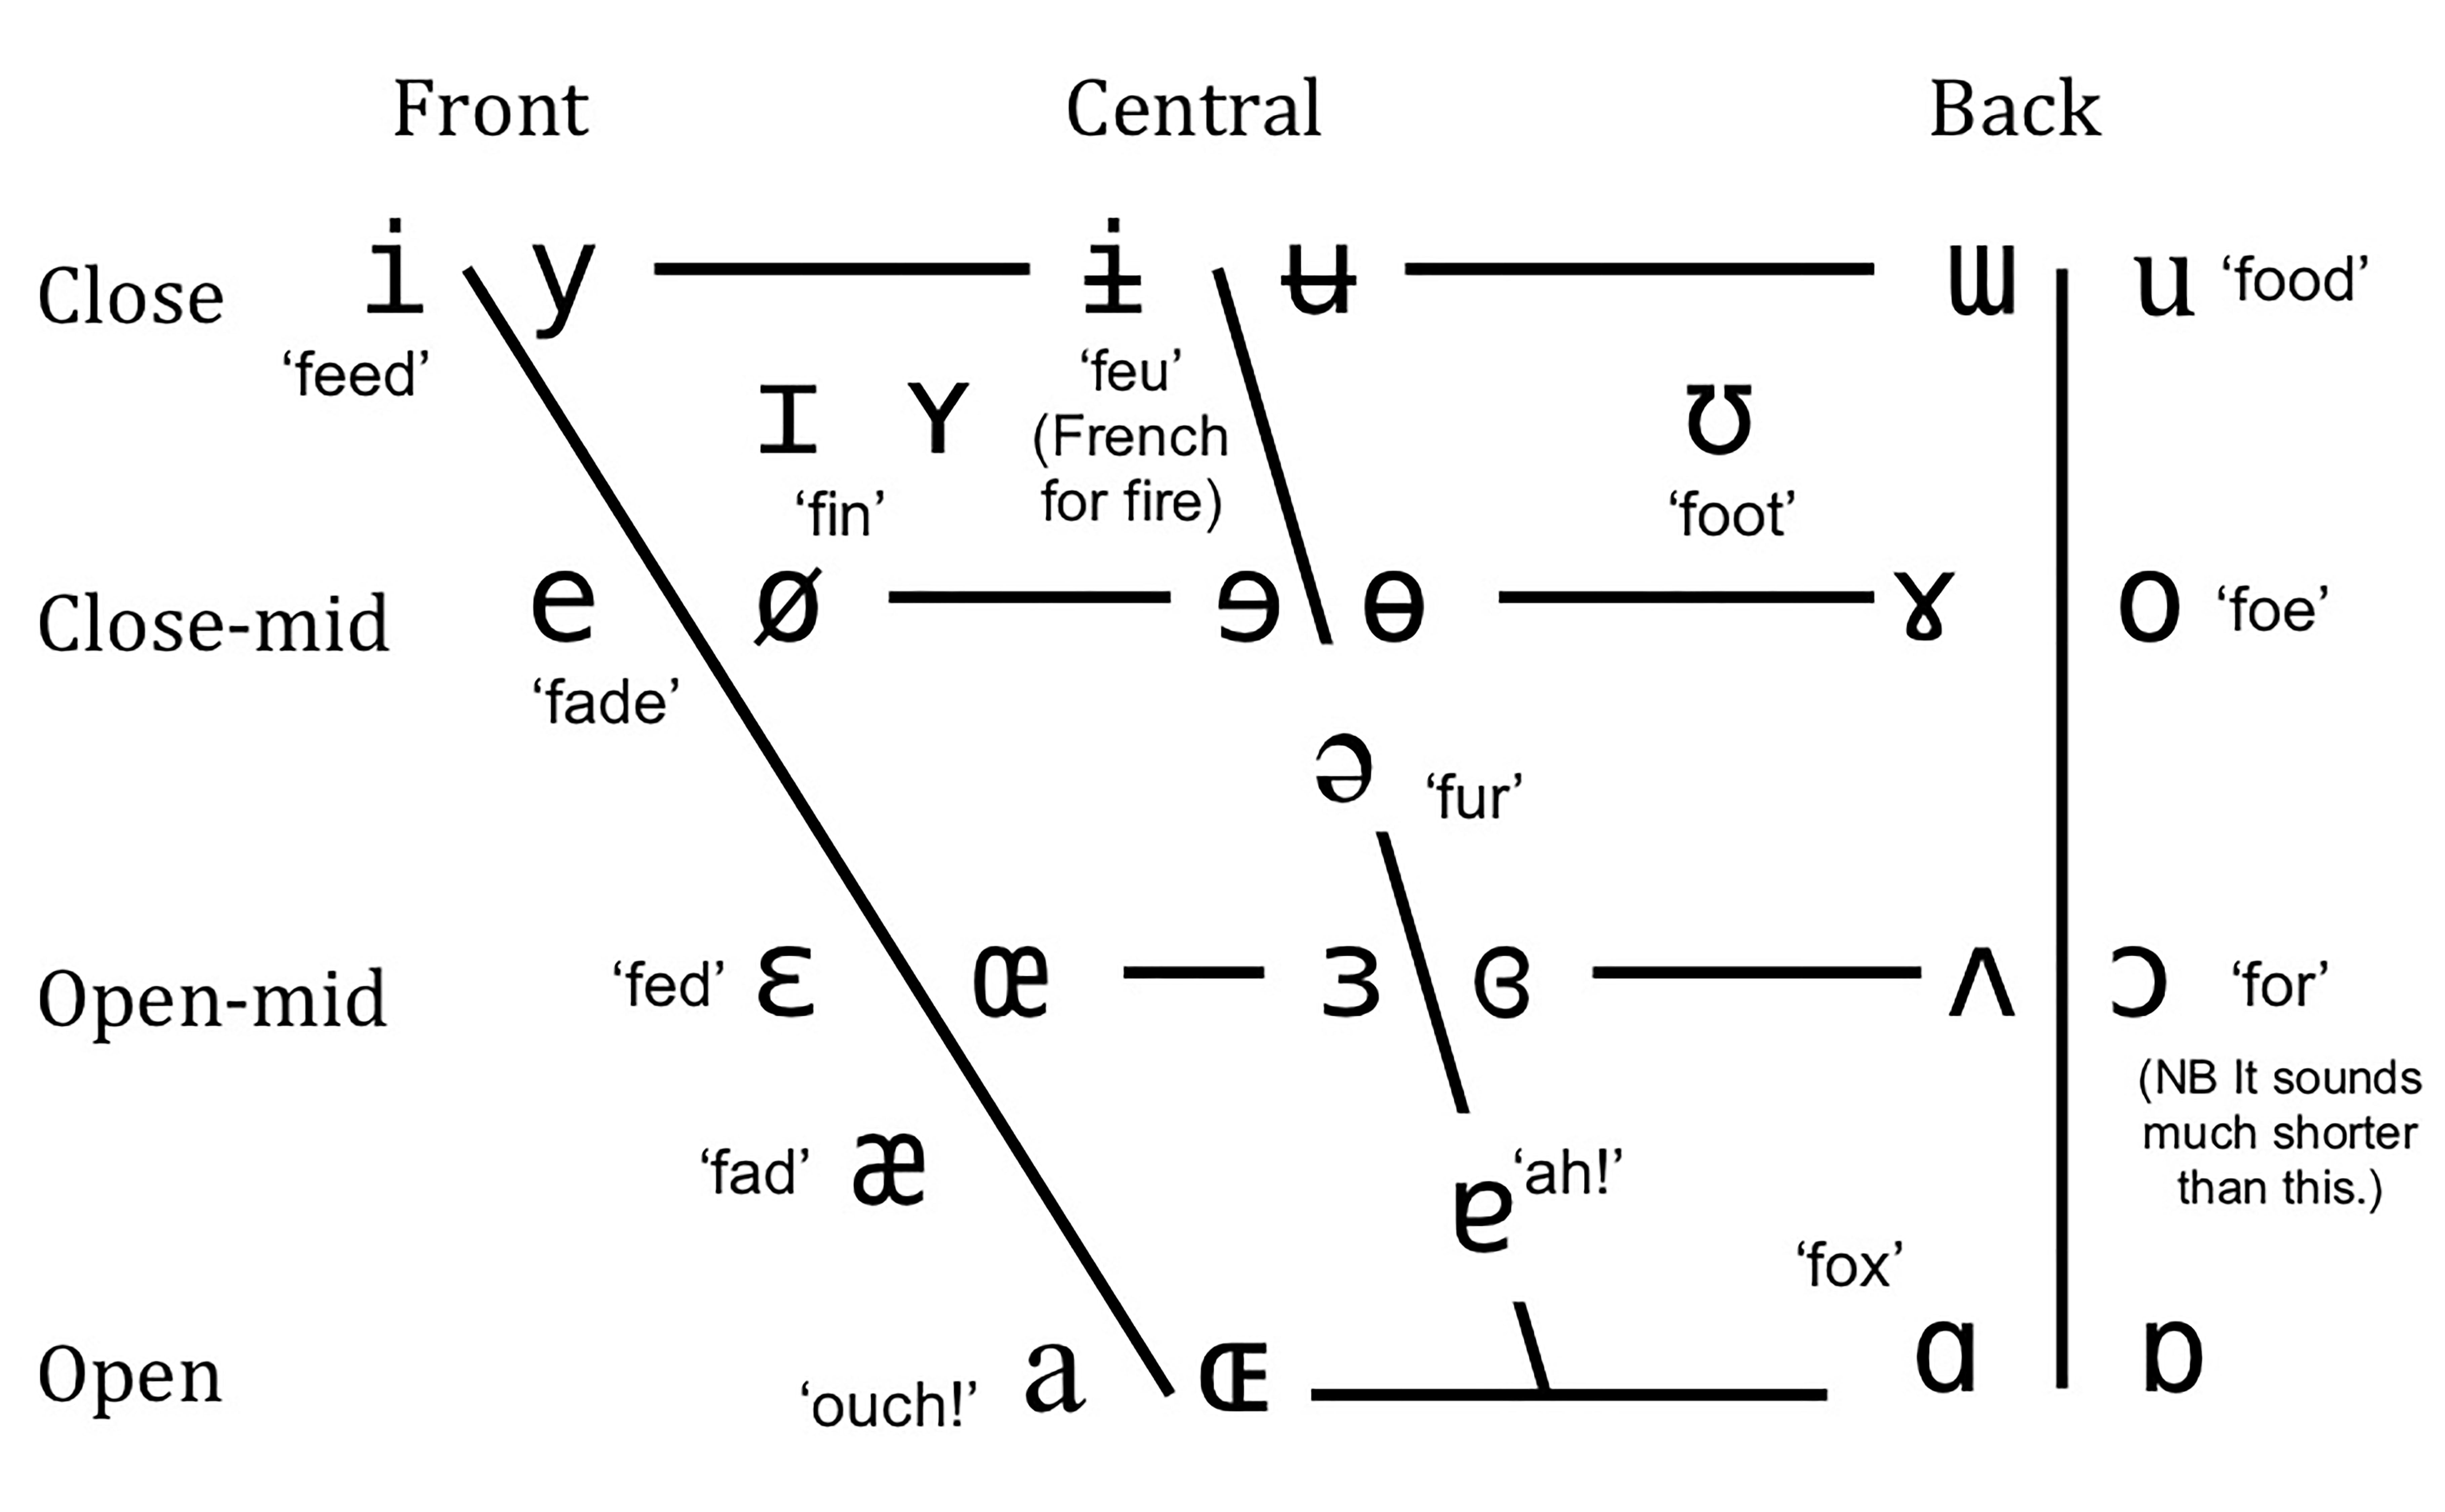 Front Central Back
Close i y ɨ ʉ ɯ u ‘food’
‘feed’ ‘feu’
ɪ ʏ (French ʊ
‘fin’ for fire) ‘foot’
Close-mid e ø ɘ ɵ ɤ o ‘foe’
‘fade’
ə ‘fur’
Open-mid ‘fed’ ɛ œ ɜ ɞ ʌ ɔ ‘for’
(NB It sounds
much shorter
than this.)
‘fad’ æ ɐ ‘ah!’
‘fox’
Open ‘ouch!’ a ɶ ɑ ɒ